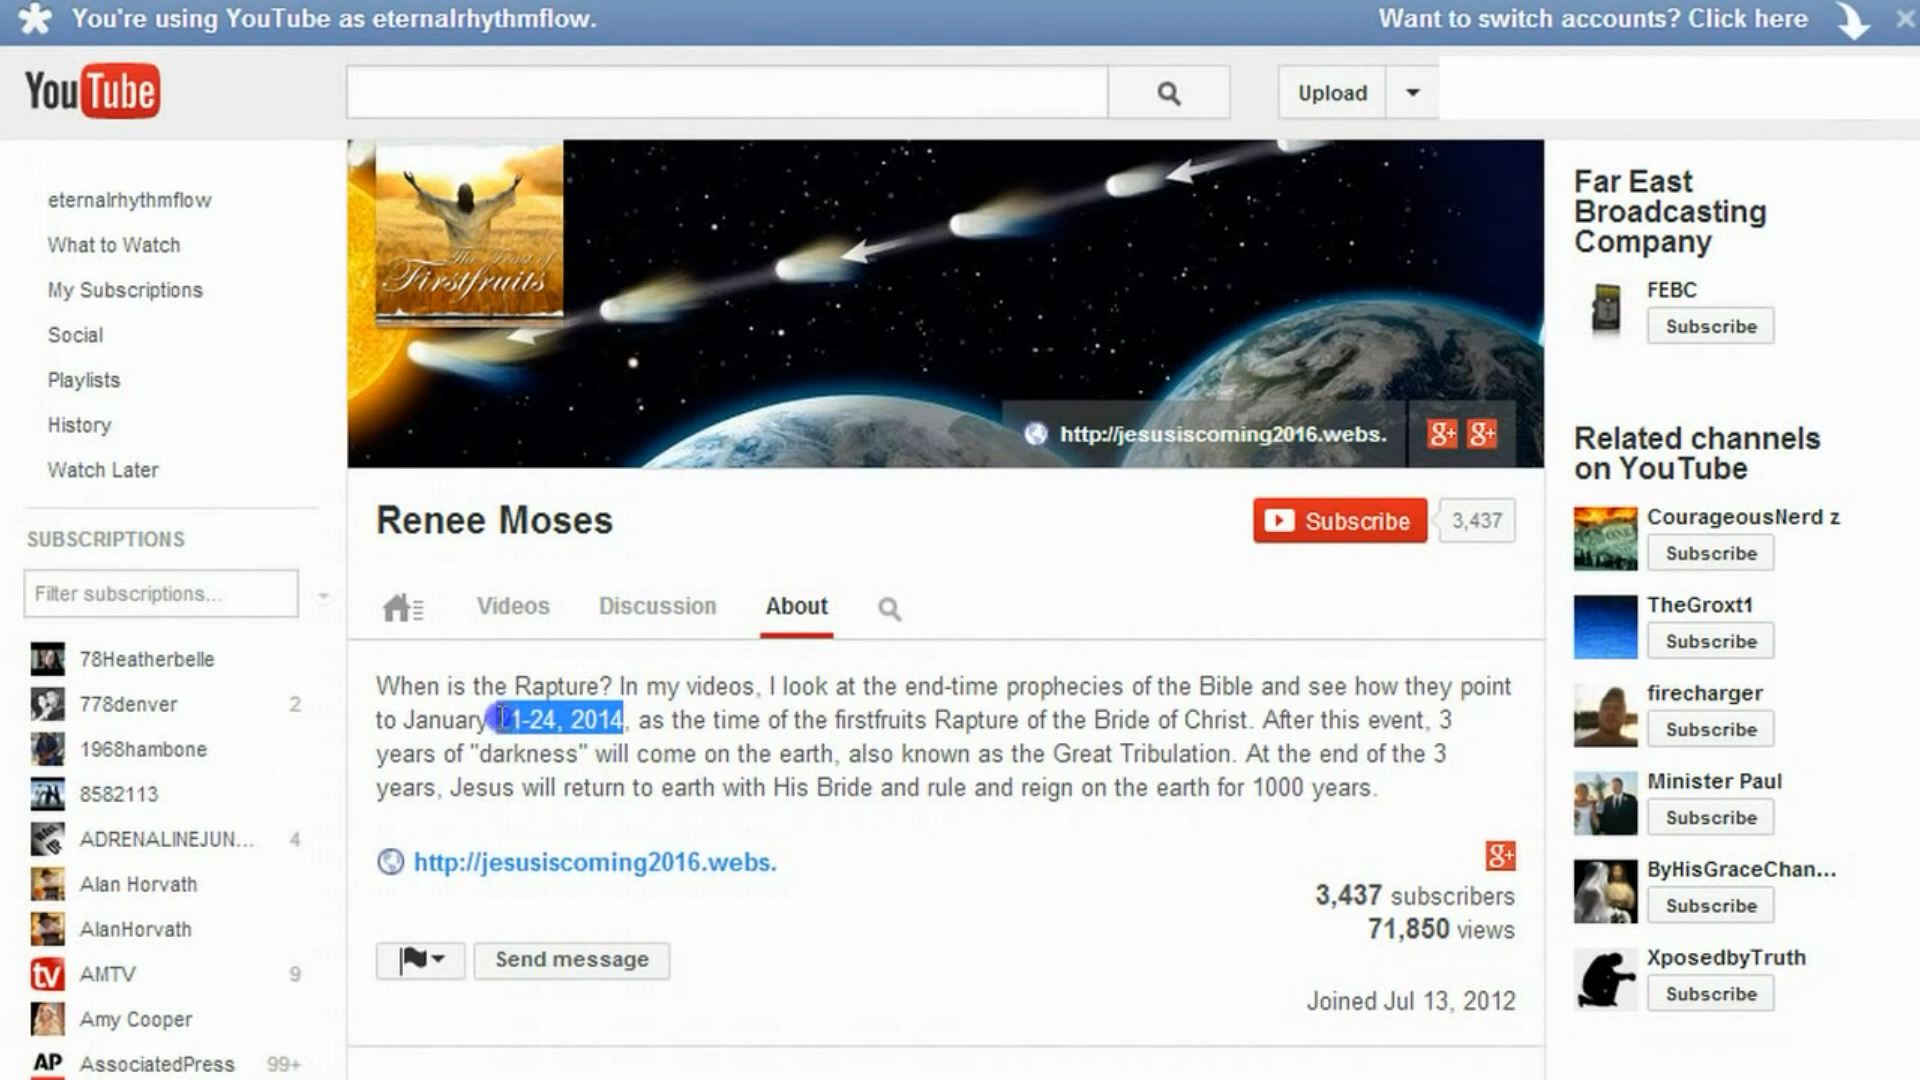 You're using YouTube as eternalrhythmflow.
Want to switch accounts? Click here
YouTube
Upload
eternalrhythmflow
What to Watch
My Subscriptions
Social
Playlists
History
Watch Later
SUBSCRIPTIONS
Filter subscriptions...
78Heatherbelle
778denver 2
1968hambone
8582113
ADRENALINEJUN... 4
Alan Horvath
AlanHorvath
tv AMTV 9
Amy Cooper
AP AssociatedPress 99+
The Feast of
Firstfruits
http://jesusiscoming2016.webs.
g+ g+
Renee Moses
Subscribe 3,437
Videos Discussion About
When is the Rapture? In my videos, I look at the end-time prophecies of the Bible and see how they point
to January 1-24, 2014, as the time of the firstfruits Rapture of the Bride of Christ. After this event, 3
years of "darkness" will come on the earth, also known as the Great Tribulation. At the end of the 3
years, Jesus will return to earth with His Bride and rule and reign on the earth for 1000 years.
http://jesusiscoming2016.webs.
g+
3,437 subscribers
71,850 views
Send message
Joined Jul 13, 2012
Far East
Broadcasting
Company
FEBC
Subscribe
Related channels
on YouTube
CourageousNerd z
Subscribe
TheGroxt1
Subscribe
firecharger
Subscribe
Minister Paul
Subscribe
ByHisGraceChan...
Subscribe
XposedbyTruth
Subscribe